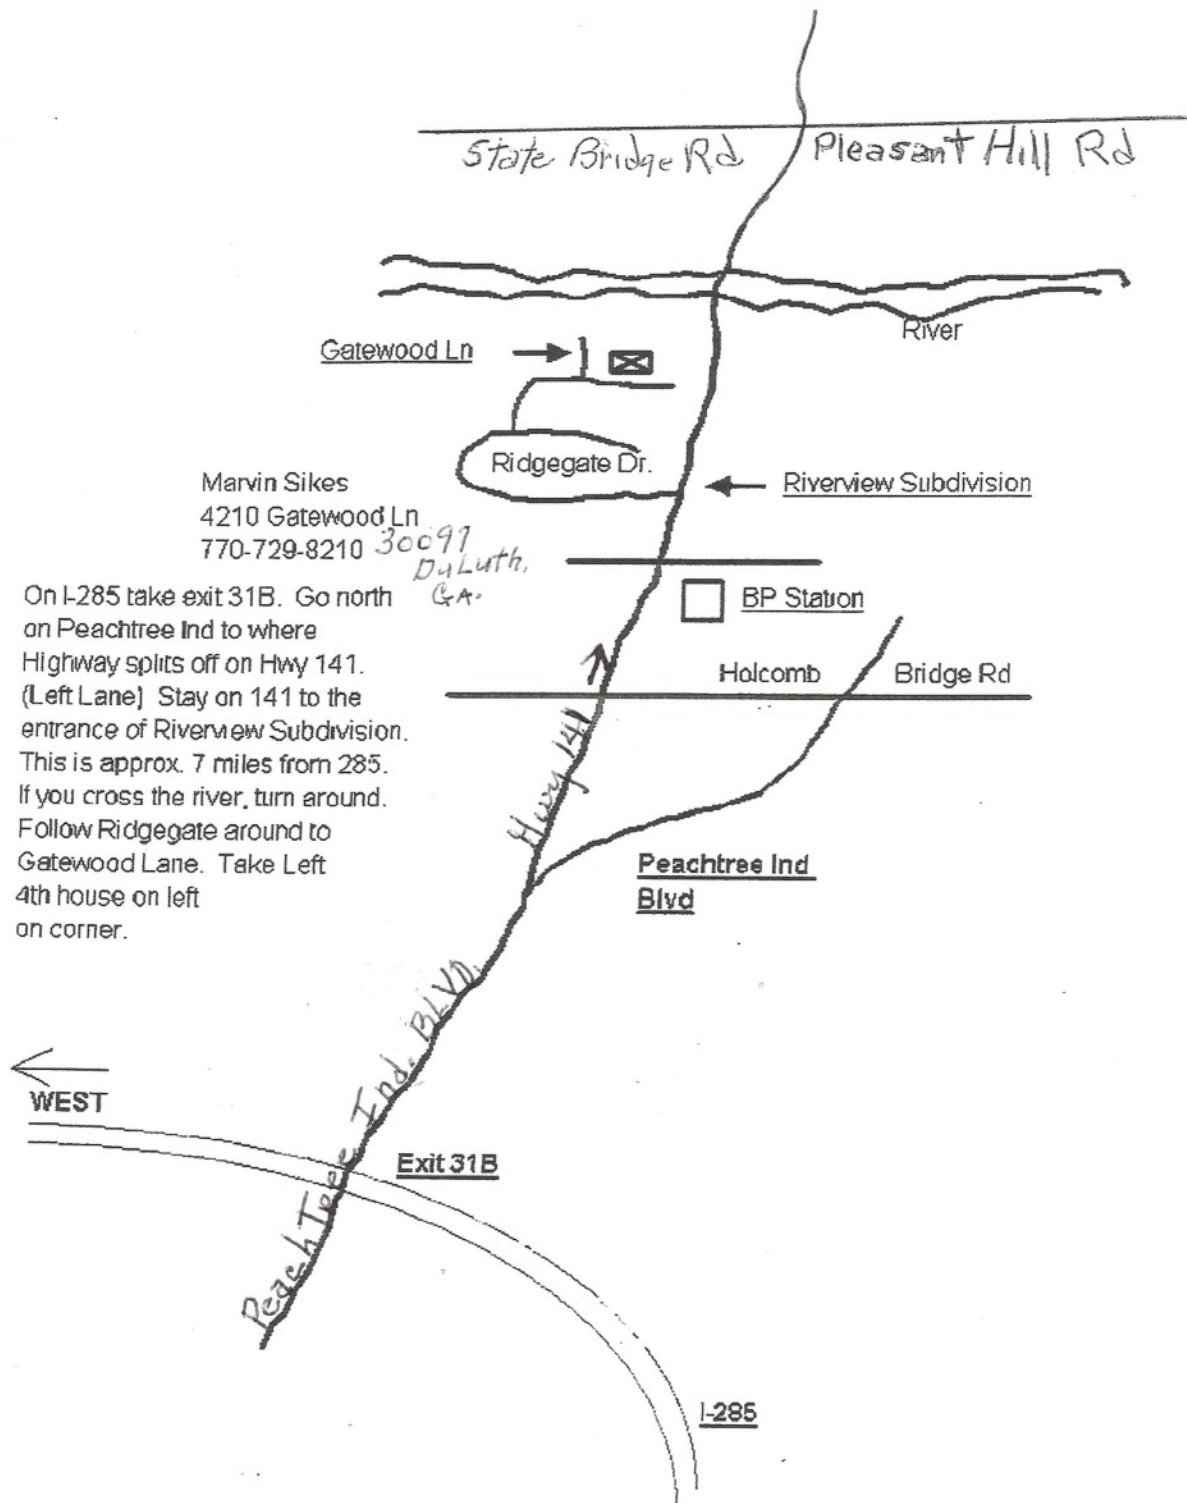 State Bridge Rd Pleasant Hill Rd
River
Gatewood Ln
Ridgegate Dr.
Riverview Subdivision
Marvin Sikes
4210 Gatewood Ln
770-729-8210 30097
DuLuth,
GA.
BP Station
On I-285 take exit 31B. Go north
on Peachtree Ind to where
Highway splits off on Hwy 141.
(Left Lane) Stay on 141 to the
entrance of Riverview Subdivision.
This is approx. 7 miles from 285.
If you cross the river, turn around.
Follow Ridgegate around to
Gatewood Lane. Take Left
4th house on left
on corner.
Holcomb Bridge Rd
Hwy 141
Peachtree Ind
Blvd
Peach Tree Ind. BLVD.
WEST
Exit 31B
I-285